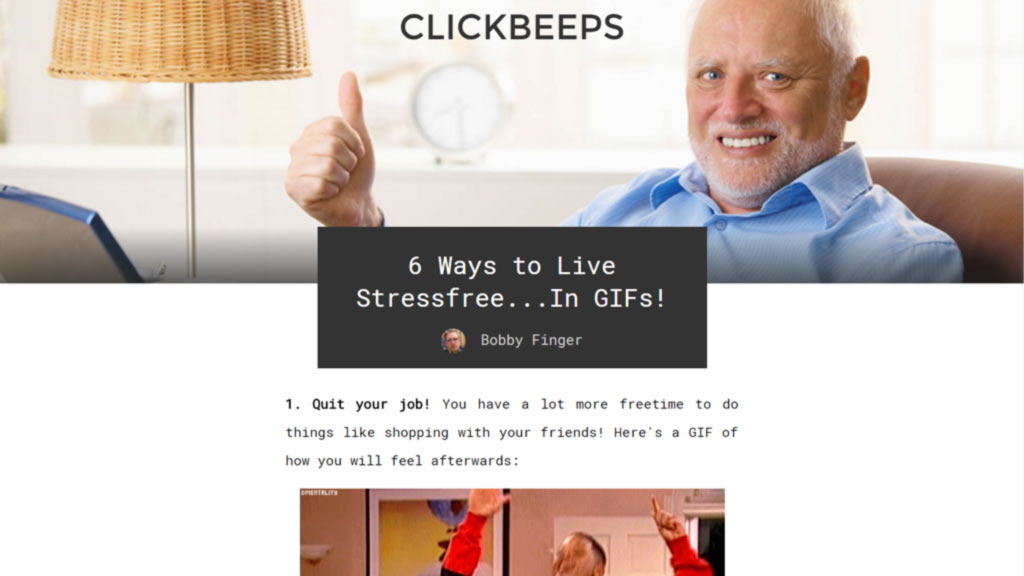 CLICKBEEPS
6 Ways to Live
Stressfree...In GIFs!
Bobby Finger
1. Quit your job! You have a lot more freetime to do
things like shopping with your friends! Here's a GIF of
how you will feel afterwards: